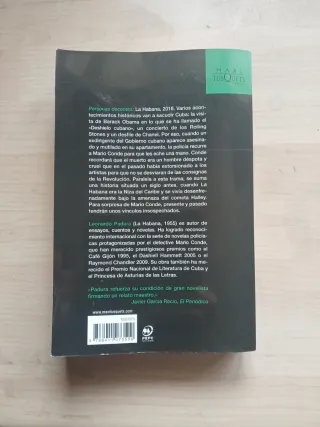 MAXI
TUSQUETS
Personas decentes: La Habana, 2016. Varios acon-
tecimientos históricos van a sacudir Cuba: la visi-
ta de Barack Obama en lo que se ha llamado el
«Deshielo cubano», un concierto de los Rolling
Stones y un desfile de Chanel. Por eso, cuando un
exdirigente del Gobierno cubano aparece asesina-
do y mutilado en su apartamento, la policía recurre
a Mario Conde para que les eche una mano. Conde
recordará que el muerto era un hombre déspota y
cruel que en el pasado había extorsionado a los
artistas para que no se desviaran de las consignas
de la Revolución. Paralela a esta trama, se suma
una historia situada un siglo antes, cuando La
Habana era la Niza del Caribe y se vivía desenfre-
nadamente bajo la amenaza del cometa Halley.
Para sorpresa de Mario Conde, presente y pasado
tendrán unos vínculos insospechados.
Leonardo Padura (La Habana, 1955) es autor de
ensayos, cuentos y novelas. Ha logrado reconoci-
miento internacional con la serie de novelas policia-
cas protagonizadas por el detective Mario Conde,
que han merecido prestigiosos premios como el
Café Gijón 1995, el Dashiell Hammett 2005 o el
Raymond Chandler 2009. Su obra también ha me-
recido el Premio Nacional de Literatura de Cuba y
el Princesa de Asturias de las Letras.
«Padura refuerza su condición de gran novelista
firmando un relato maestro.»
Javier García Recio, El Periódico
www.maxitusquets.com
PEFC